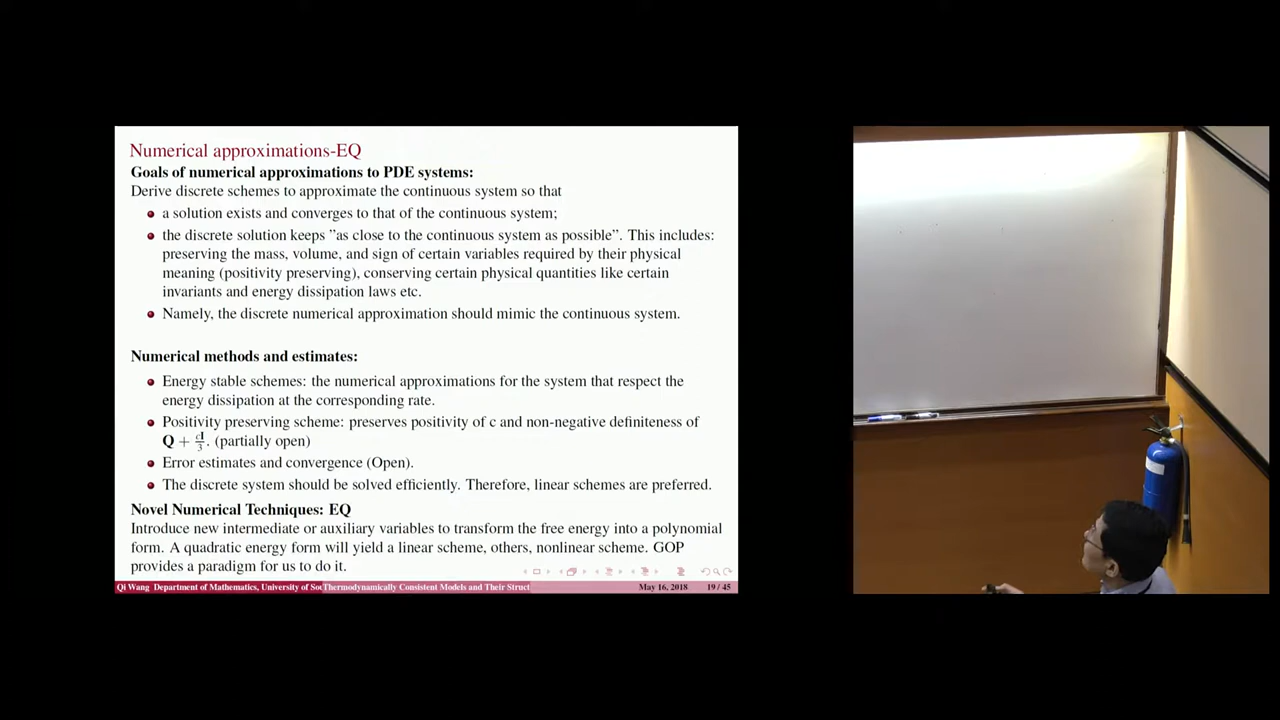 Numerical approximations-EQ
Goals of numerical approximations to PDE systems:
Derive discrete schemes to approximate the continuous system so that
a solution exists and converges to that of the continuous system;
the discrete solution keeps ”as close to the continuous system as possible”. This includes:
preserving the mass, volume, and sign of certain variables required by their physical
meaning (positivity preserving), conserving certain physical quantities like certain
invariants and energy dissipation laws etc.
Namely, the discrete numerical approximation should mimic the continuous system.
Numerical methods and estimates:
Energy stable schemes: the numerical approximations for the system that respect the
energy dissipation at the corresponding rate.
Positivity preserving scheme: preserves positivity of c and non-negative definiteness of
Q + cI/3. (partially open)
Error estimates and convergence (Open).
The discrete system should be solved efficiently. Therefore, linear schemes are preferred.
Novel Numerical Techniques: EQ
Introduce new intermediate or auxiliary variables to transform the free energy into a polynomial
form. A quadratic energy form will yield a linear scheme, others, nonlinear scheme. GOP
provides a paradigm for us to do it.
Qi Wang Department of Mathematics, University of Sou Thermodynamically Consistent Models and Their Struct May 16, 2018 19 / 45